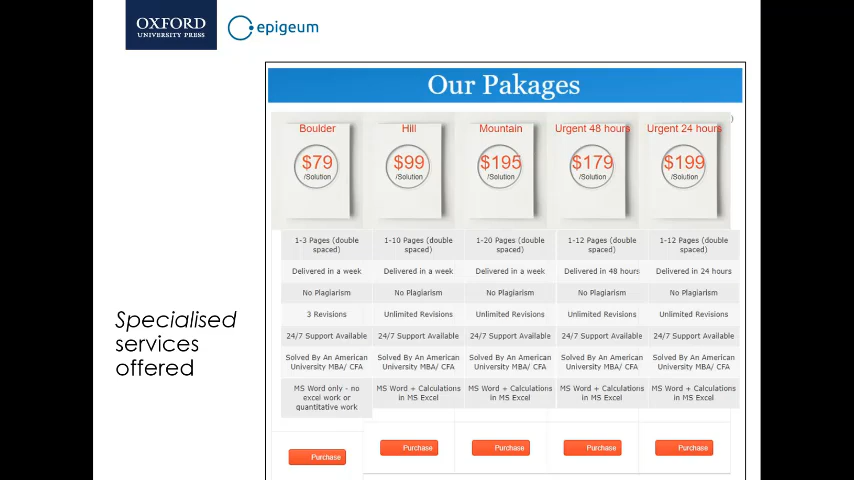 OXFORD
UNIVERSITY PRESS
epigeum
Our Pakages
Boulder
$79
/Solution
1-3 Pages (double
spaced)
Delivered in a week
No Plagiarism
3 Revisions
24/7 Support Available
Solved By An American
University MBA/ CFA
MS Word only - no
excel work or
quantitative work
Purchase
Hill
$99
/Solution
1-10 Pages (double
spaced)
Delivered in a week
No Plagiarism
Unlimited Revisions
24/7 Support Available
Solved By An American
University MBA/ CFA
MS Word + Calculations
in MS Excel
Purchase
Mountain
$195
/Solution
1-20 Pages (double
spaced)
Delivered in a week
No Plagiarism
Unlimited Revisions
24/7 Support Available
Solved By An American
University MBA/ CFA
MS Word + Calculations
in MS Excel
Purchase
Urgent 48 hours
$179
/Solution
1-12 Pages (double
spaced)
Delivered in 48 hours
No Plagiarism
Unlimited Revisions
24/7 Support Available
Solved By An American
University MBA/ CFA
MS Word + Calculations
in MS Excel
Purchase
Urgent 24 hours
$199
/Solution
1-12 Pages (double
spaced)
Delivered in 24 hours
No Plagiarism
Unlimited Revisions
24/7 Support Available
Solved By An American
University MBA/ CFA
MS Word + Calculations
in MS Excel
Purchase
Specialised
services
offered